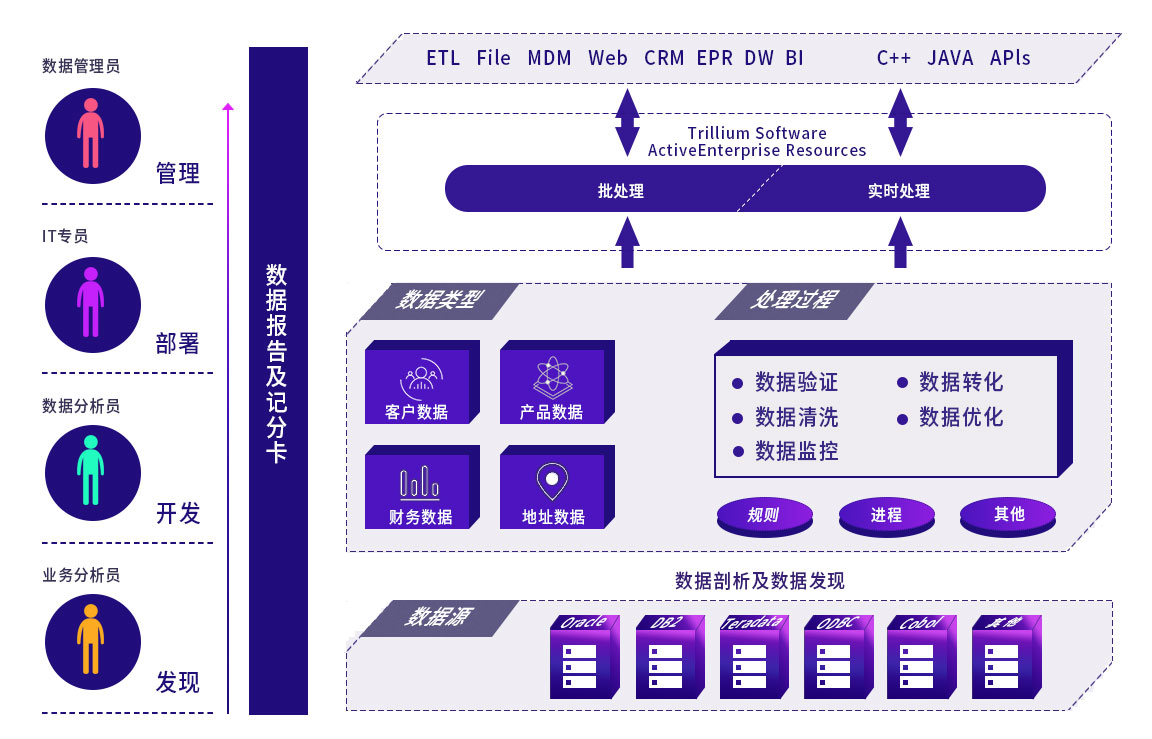 数据管理员
管理
IT专员
部署
数据分析员
开发
业务分析员
发现
数据报告及记分卡
ETL File MDM Web CRM EPR DW BI C++ JAVA APls
Trillium Software
ActiveEnterprise Resources
批处理 实时处理
数据类型
客户数据 产品数据
财务数据 地址数据
处理过程
数据验证 数据转化
数据清洗 数据优化
数据监控
规则 进程 其他
数据剖析及数据发现
数据源
Oracle DB2 Teradata ODBC Cobol 其他